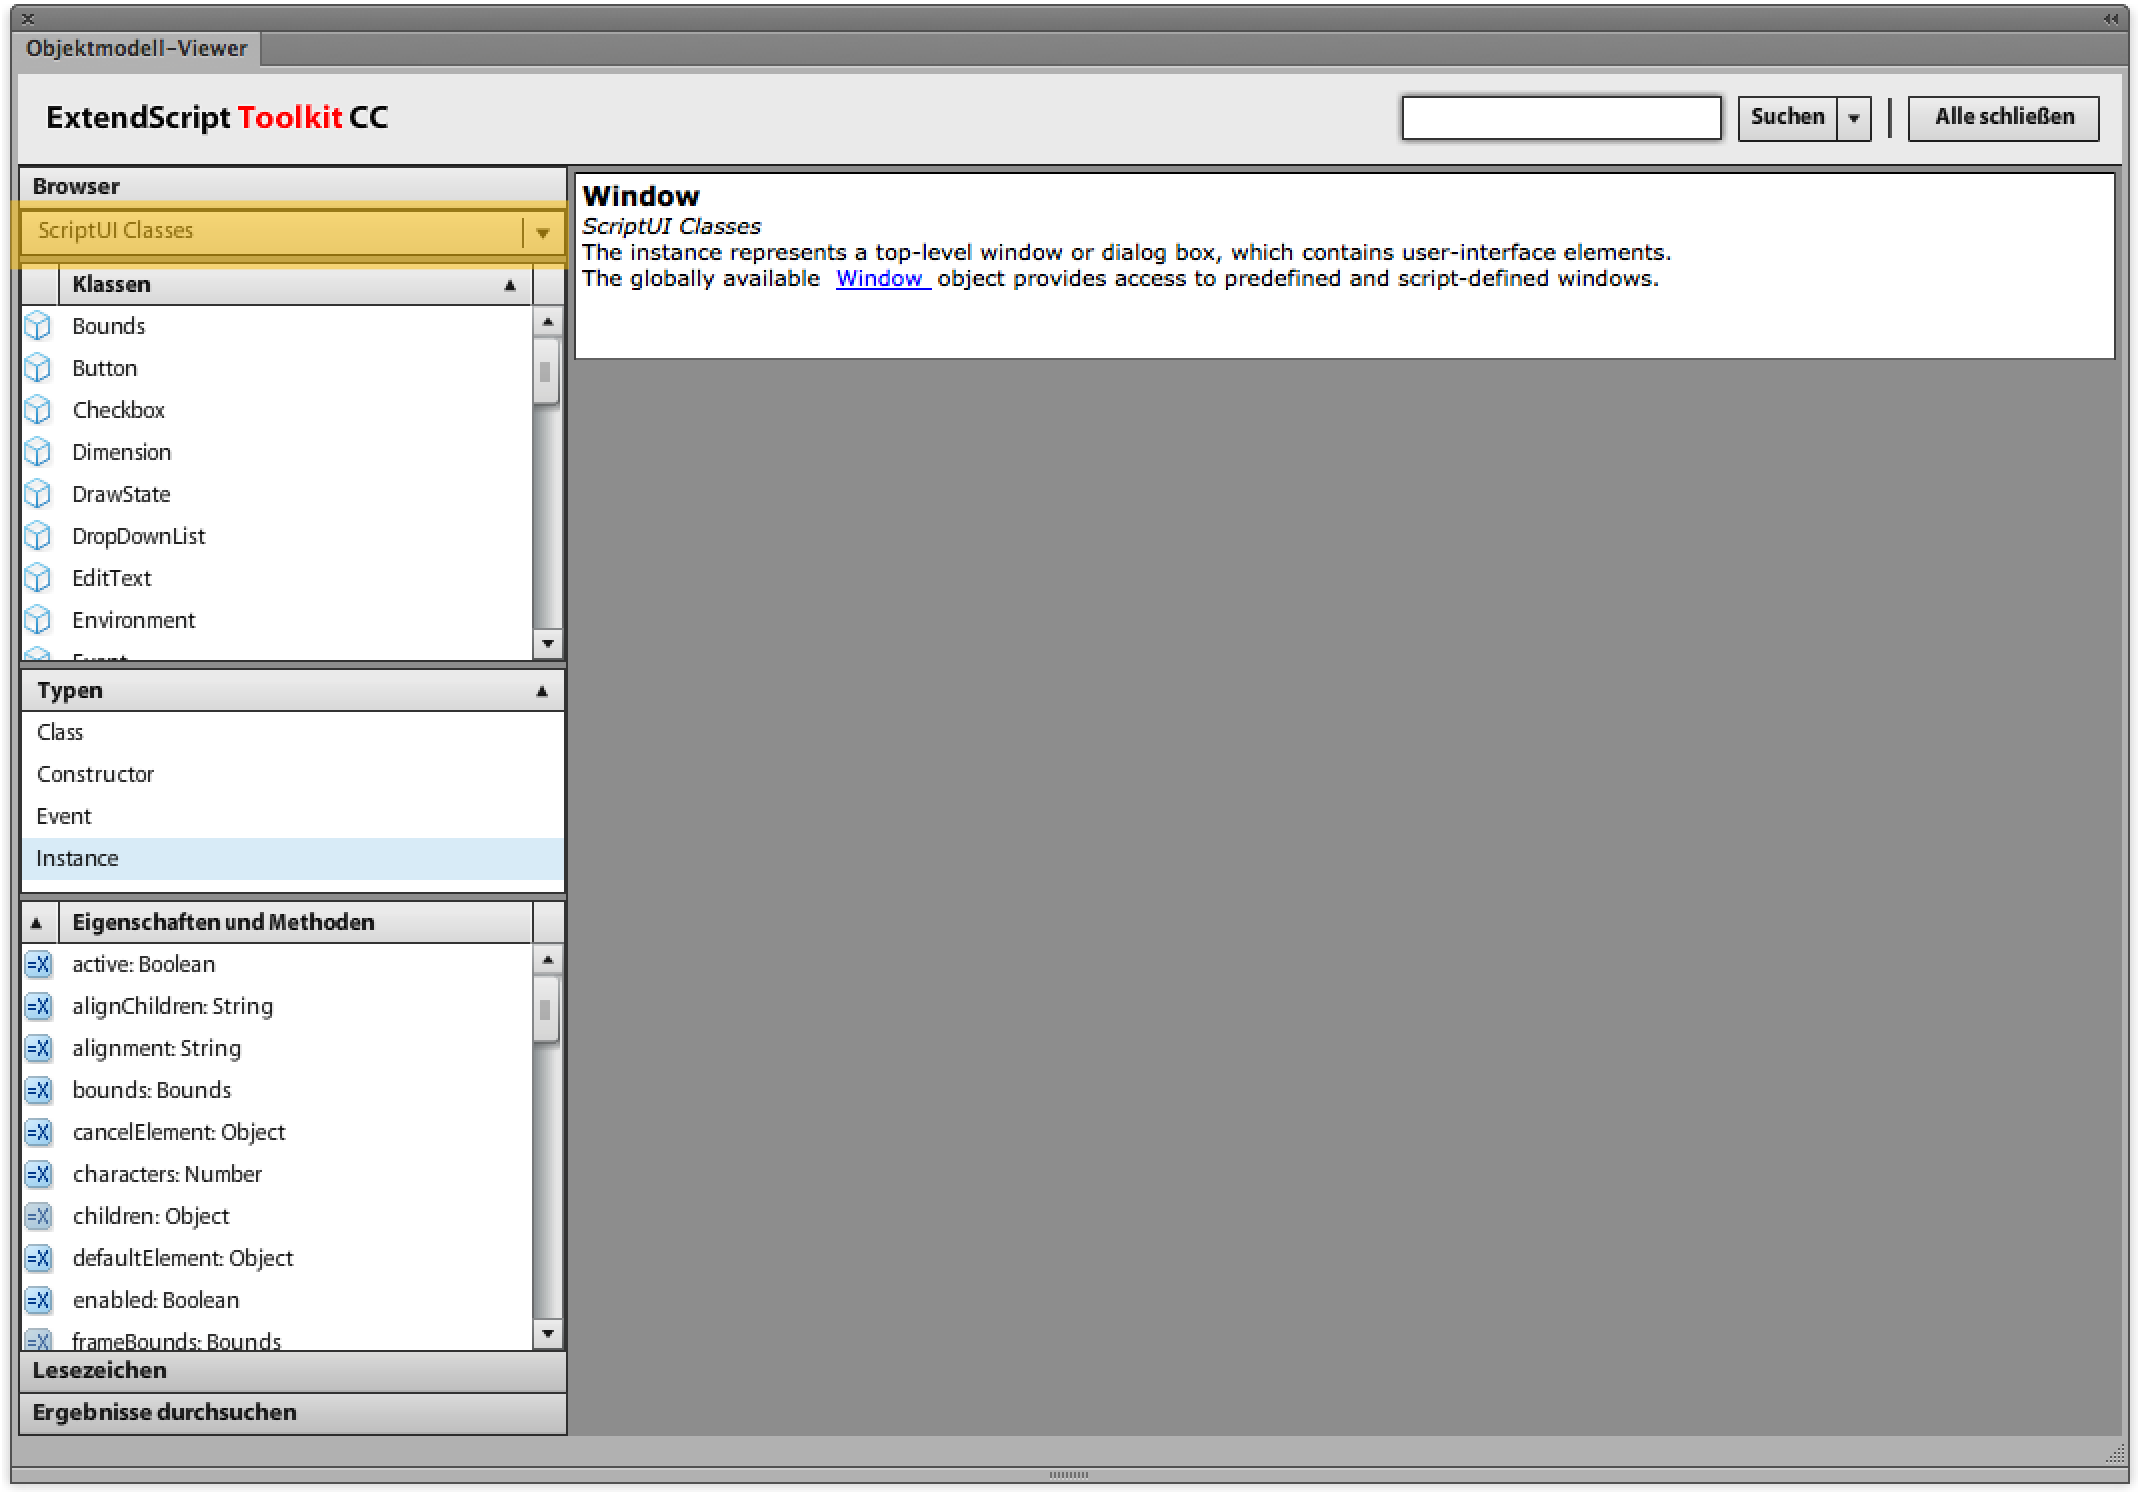 Objektmodell-Viewer
ExtendScript Toolkit CC
Suchen
Alle schließen
Browser
ScriptUI Classes
Klassen
Bounds
Button
Checkbox
Dimension
DrawState
DropDownList
EditText
Environment
Event
Typen
Class
Constructor
Event
Instance
Eigenschaften und Methoden
active: Boolean
alignChildren: String
alignment: String
bounds: Bounds
cancelElement: Object
characters: Number
children: Object
defaultElement: Object
enabled: Boolean
frameBounds: Bounds
Lesezeichen
Ergebnisse durchsuchen
Window
ScriptUI Classes
The instance represents a top-level window or dialog box, which contains user-interface elements.
The globally available Window object provides access to predefined and script-defined windows.